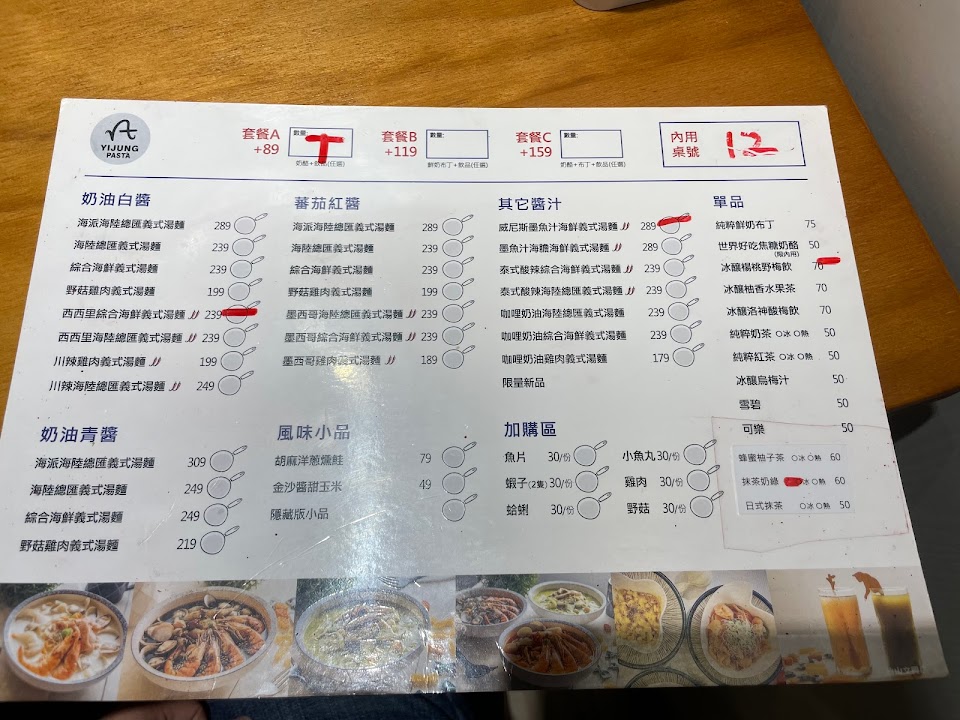 YIJUNG
PASTA
套餐A
+89
數量:
T
奶酪+飲品(任選)
套餐B
+119
數量:
鮮奶布丁+飲品(任選)
套餐C
+159
數量:
奶酪+布丁+飲品(任選)
內用
桌號
12
奶油白醬
海派海陸總匯義式湯麵 289
海陸總匯義式湯麵 239
綜合海鮮義式湯麵 239
野菇雞肉義式湯麵 199
西西里綜合海鮮義式湯麵 239
西西里海陸總匯義式湯麵 239
川辣雞肉義式湯麵 199
川辣海陸總匯義式湯麵 249
奶油青醬
海派海陸總匯義式湯麵 309
海陸總匯義式湯麵 249
綜合海鮮義式湯麵 249
野菇雞肉義式湯麵 219
蕃茄紅醬
海派海陸總匯義式湯麵 289
海陸總匯義式湯麵 239
綜合海鮮義式湯麵 239
野菇雞肉義式湯麵 199
墨西哥海陸總匯義式湯麵 239
墨西哥綜合海鮮義式湯麵 239
墨西哥雞肉義式湯麵 189
風味小品
胡麻洋蔥燻鮭 79
金沙醬甜玉米 49
隱藏版小品
其它醬汁
威尼斯墨魚汁海鮮義式湯麵 289
墨魚汁海膽海鮮義式湯麵 289
泰式酸辣綜合海鮮義式湯麵 239
泰式酸辣海陸總匯義式湯麵 239
咖哩奶油海陸總匯義式湯麵 239
咖哩奶油綜合海鮮義式湯麵 239
咖哩奶油雞肉義式湯麵 179
限量新品
加購區
魚片 30/份
小魚丸 30/份
蝦子(2隻) 30/份
雞肉 30/份
蛤蜊 30/份
野菇 30/份
單品
純粹鮮奶布丁 75
世界好吃焦糖奶酪 50
(限內用)
冰釀楊桃野梅飲 70
冰釀柚香水果茶 70
冰釀洛神酸梅飲 70
純粹奶茶 ○冰 ○熱 50
純粹紅茶 ○冰 ○熱 50
冰釀烏梅汁 50
雪碧 50
可樂 50
蜂蜜柚子茶 ○冰 ○熱 60
抹茶奶綠 冰 ○熱 60
日式抹茶 ○冰 ○熱 50